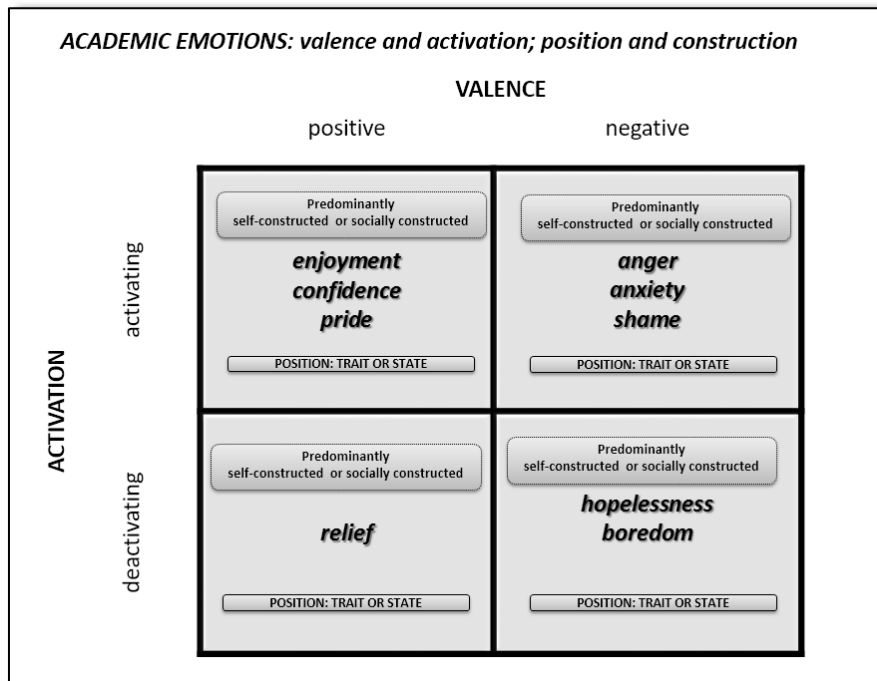 ACADEMIC EMOTIONS: valence and activation; position and construction
VALENCE
positive
negative
ACTIVATION
activating
Predominantly
self-constructed or socially constructed
enjoyment
confidence
pride
POSITION: TRAIT OR STATE
Predominantly
self-constructed or socially constructed
anger
anxiety
shame
POSITION: TRAIT OR STATE
deactivating
Predominantly
self-constructed or socially constructed
relief
POSITION: TRAIT OR STATE
Predominantly
self-constructed or socially constructed
hopelessness
boredom
POSITION: TRAIT OR STATE